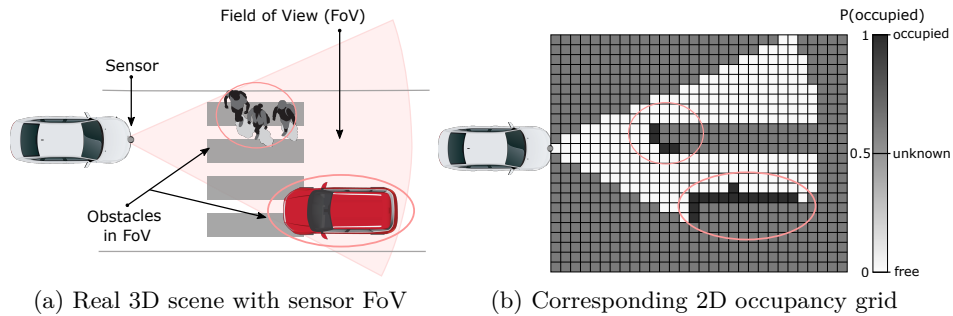 Field of View (FoV)
Sensor
Obstacles
in FoV
P(occupied)
1
occupied
0.5
unknown
0
free
(a) Real 3D scene with sensor FoV
(b) Corresponding 2D occupancy grid